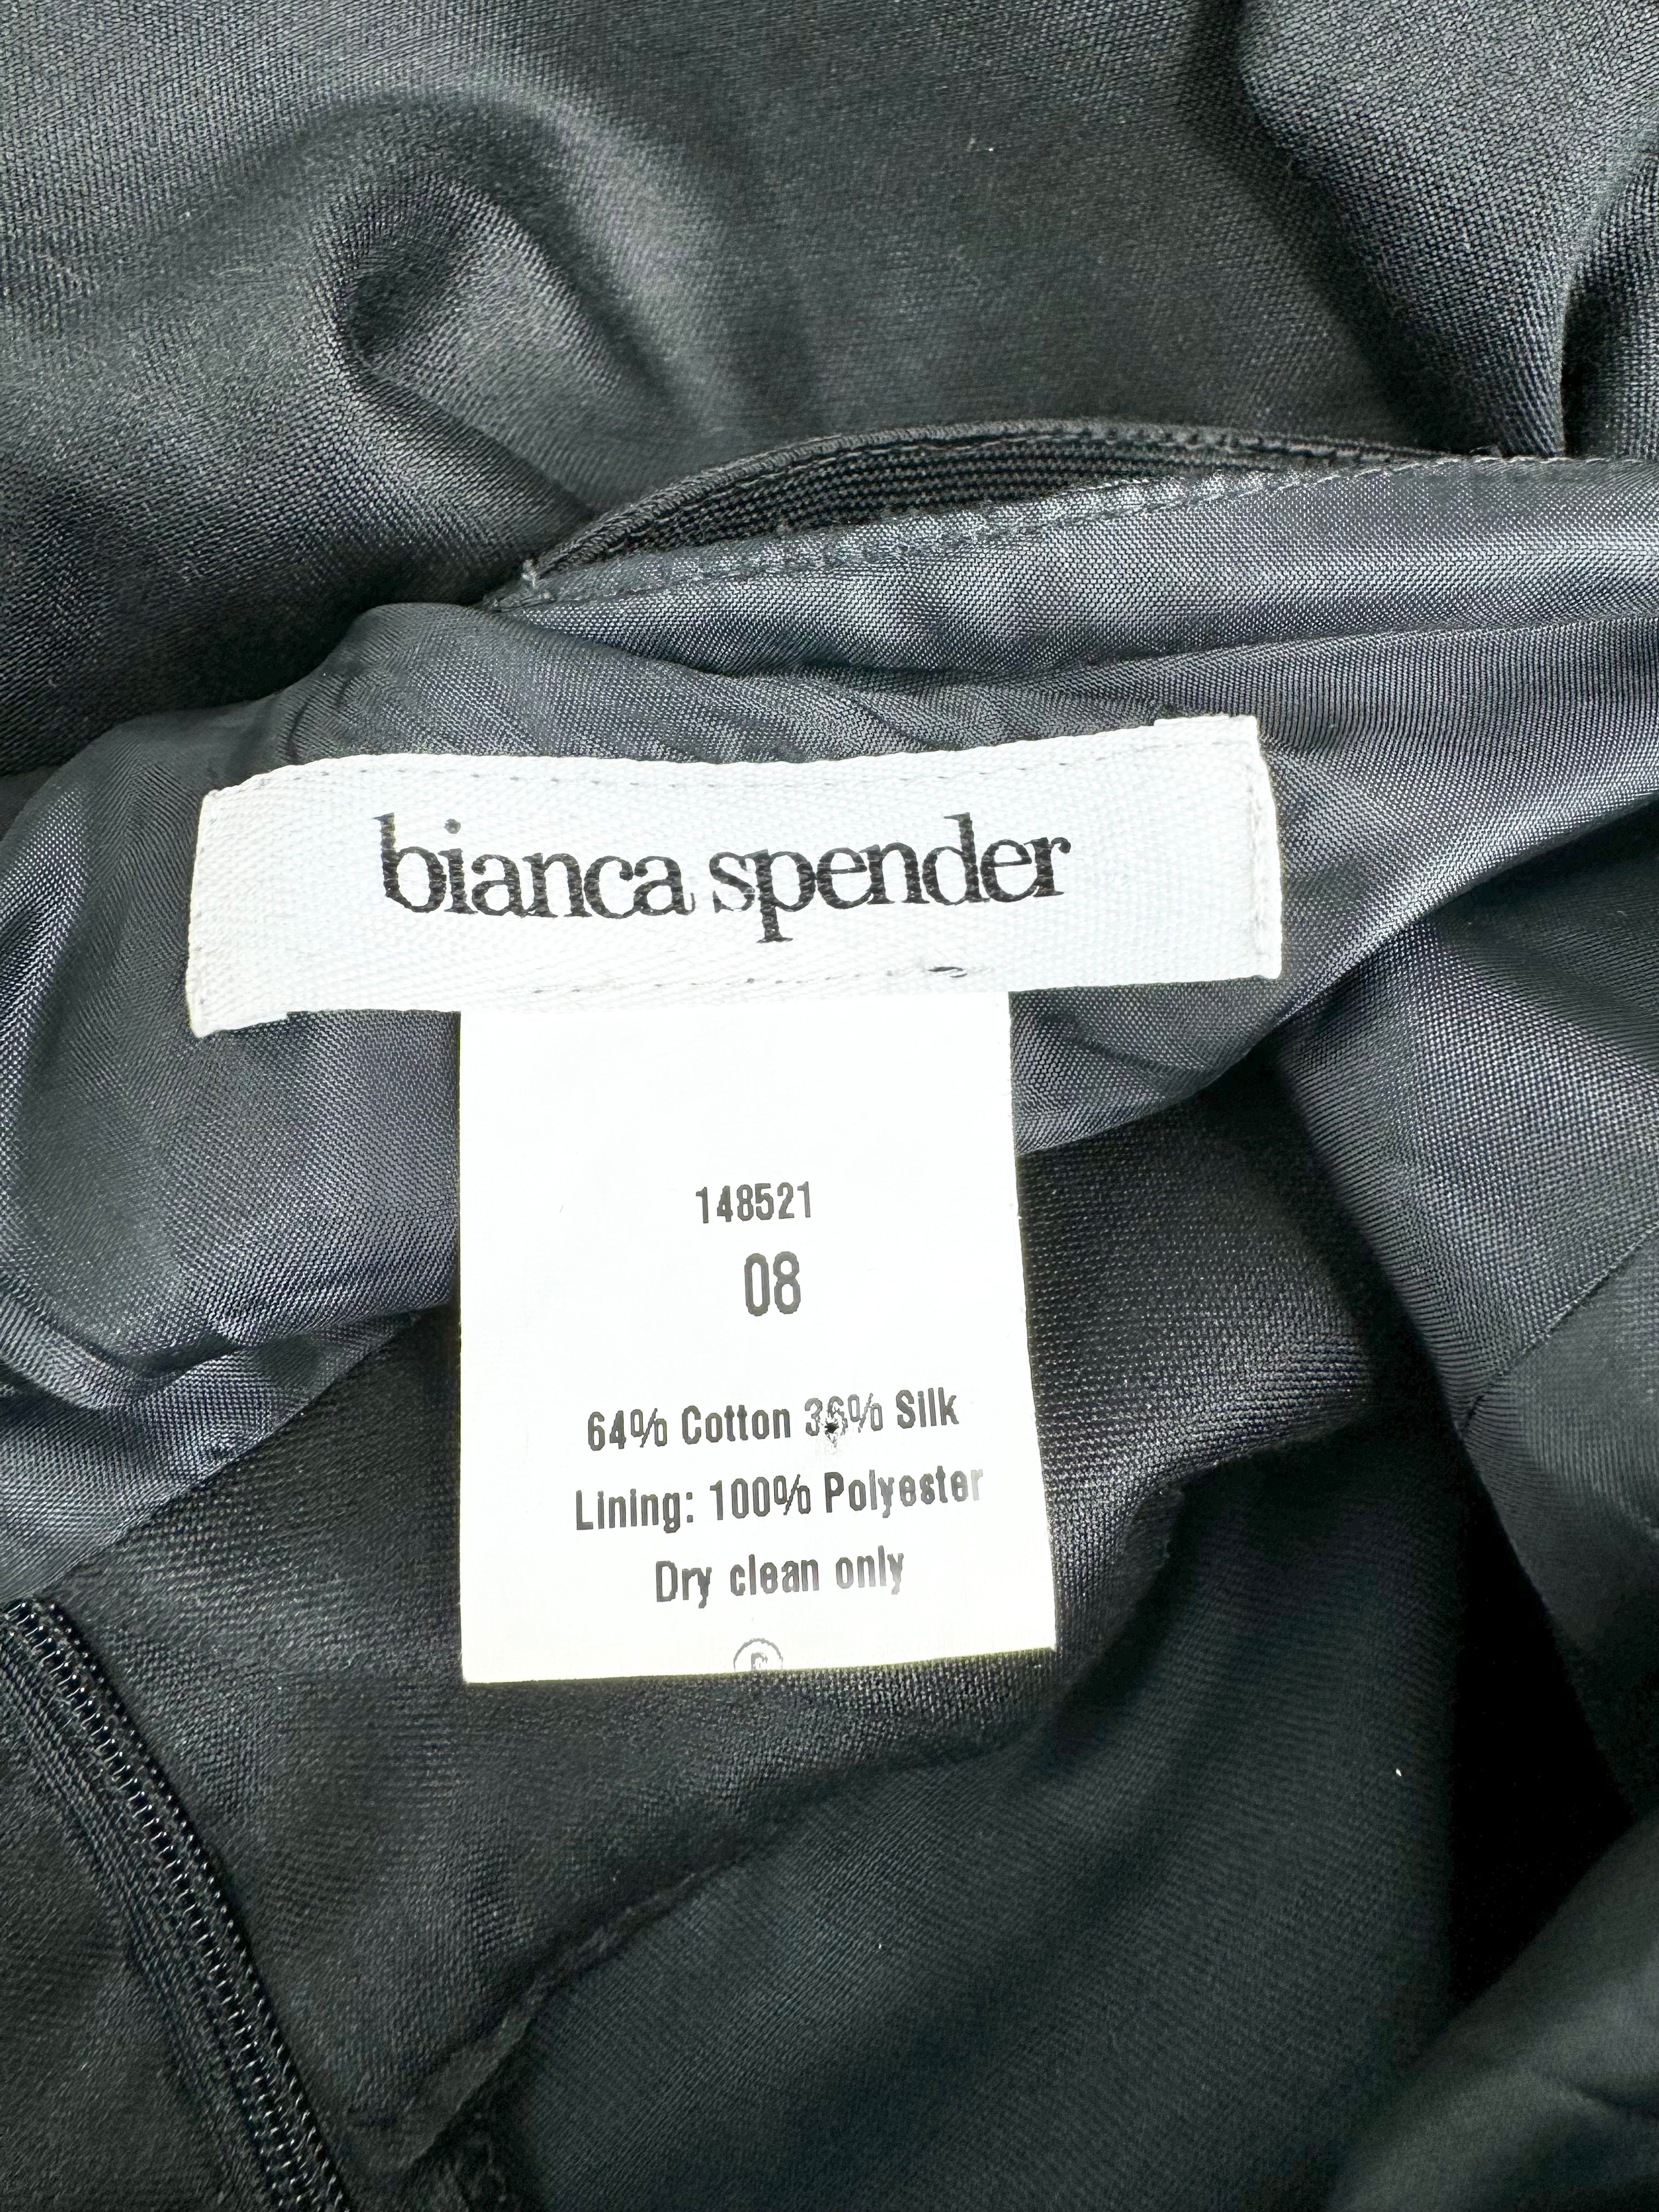 bianca spender
148521
08
64% Cotton 36% Silk
Lining: 100% Polyester
Dry clean only